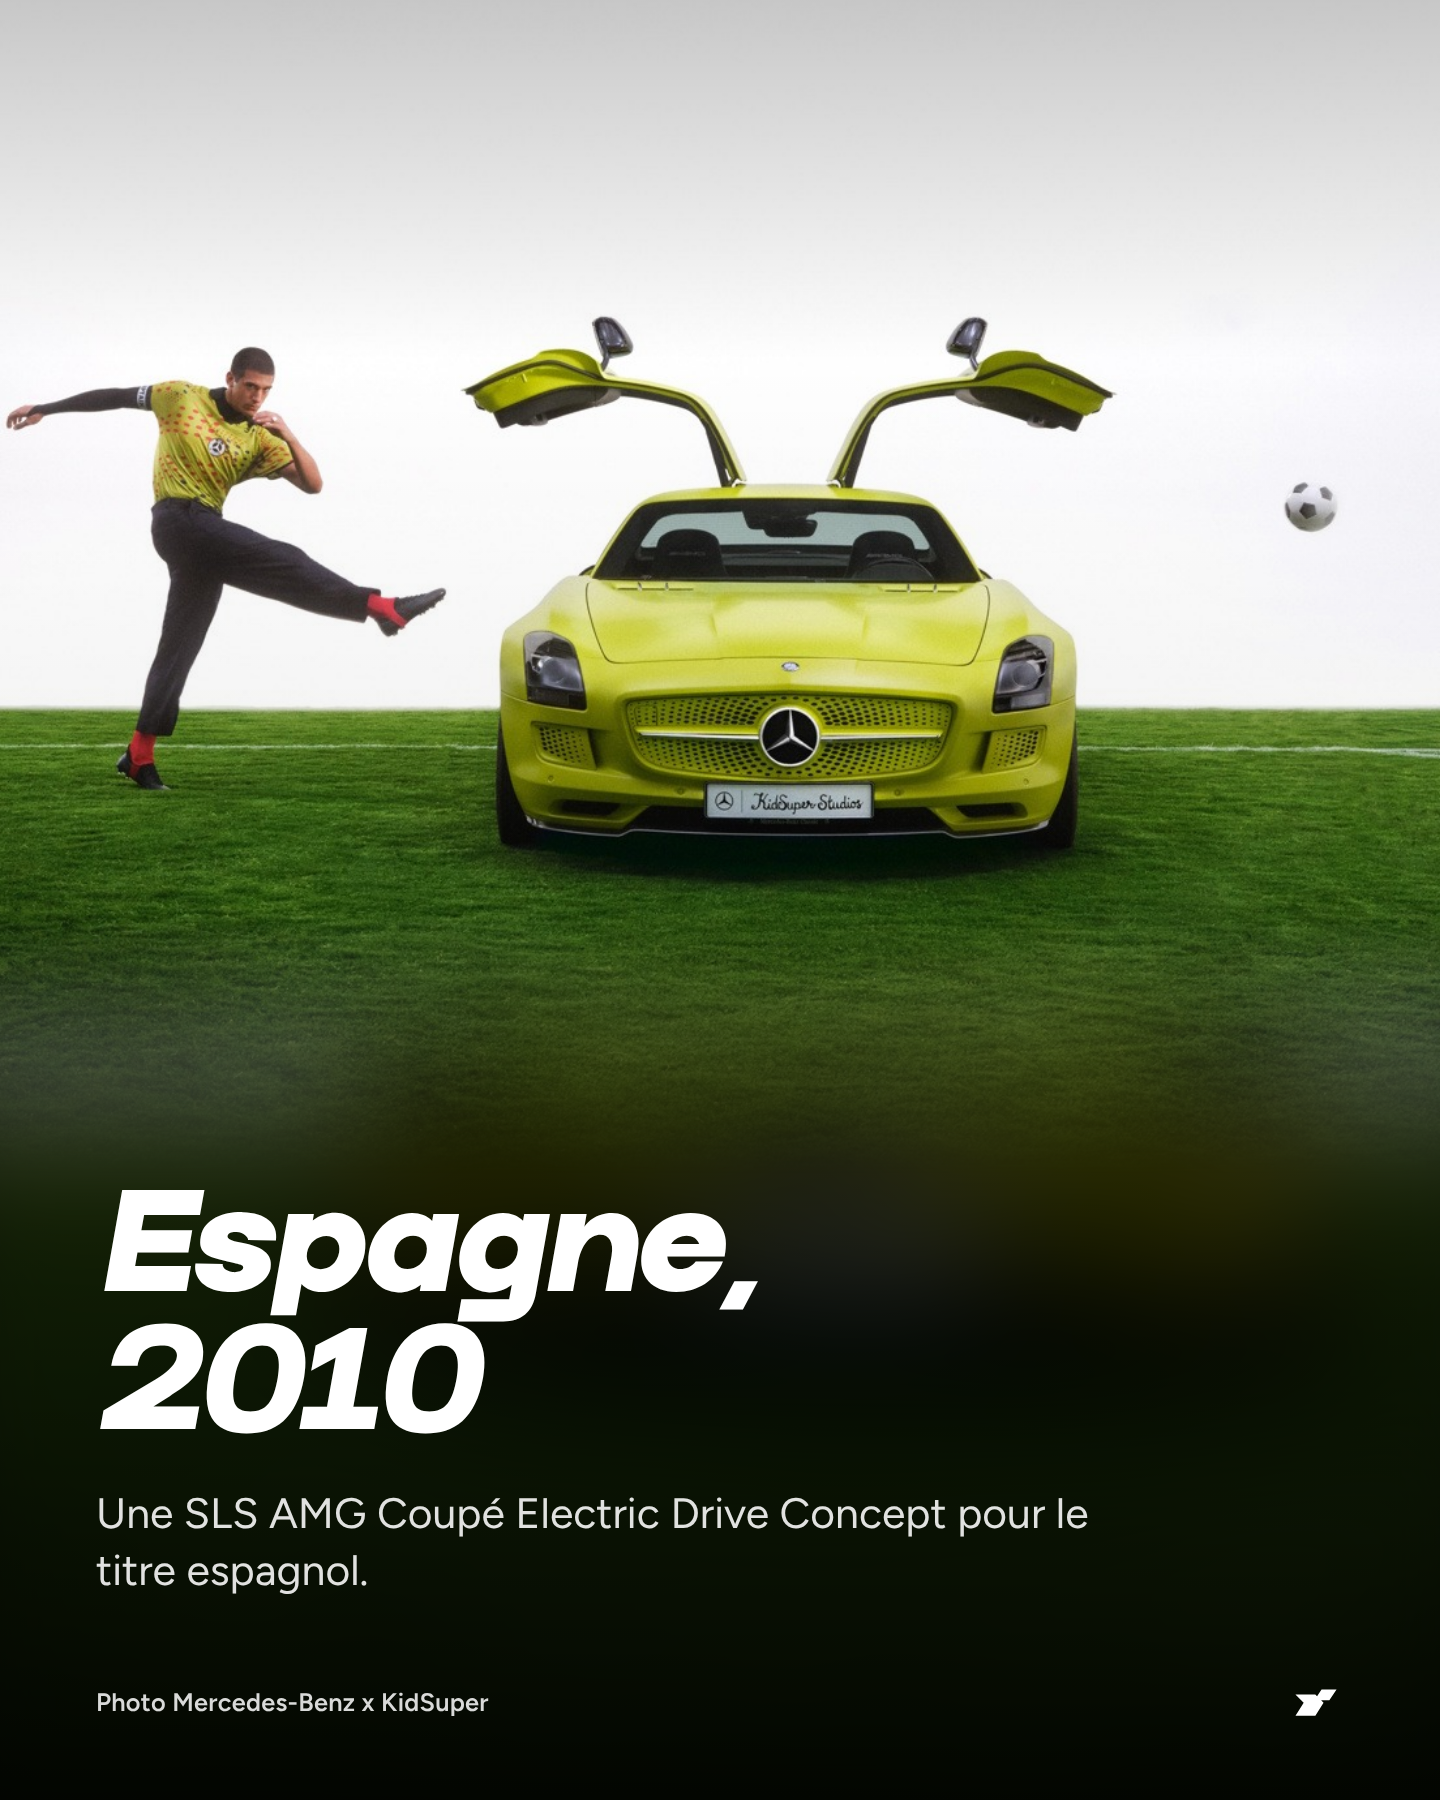 KidSuper Studios
Espagne,
2010
Une SLS AMG Coupé Electric Drive Concept pour le
titre espagnol.
Photo Mercedes-Benz x KidSuper